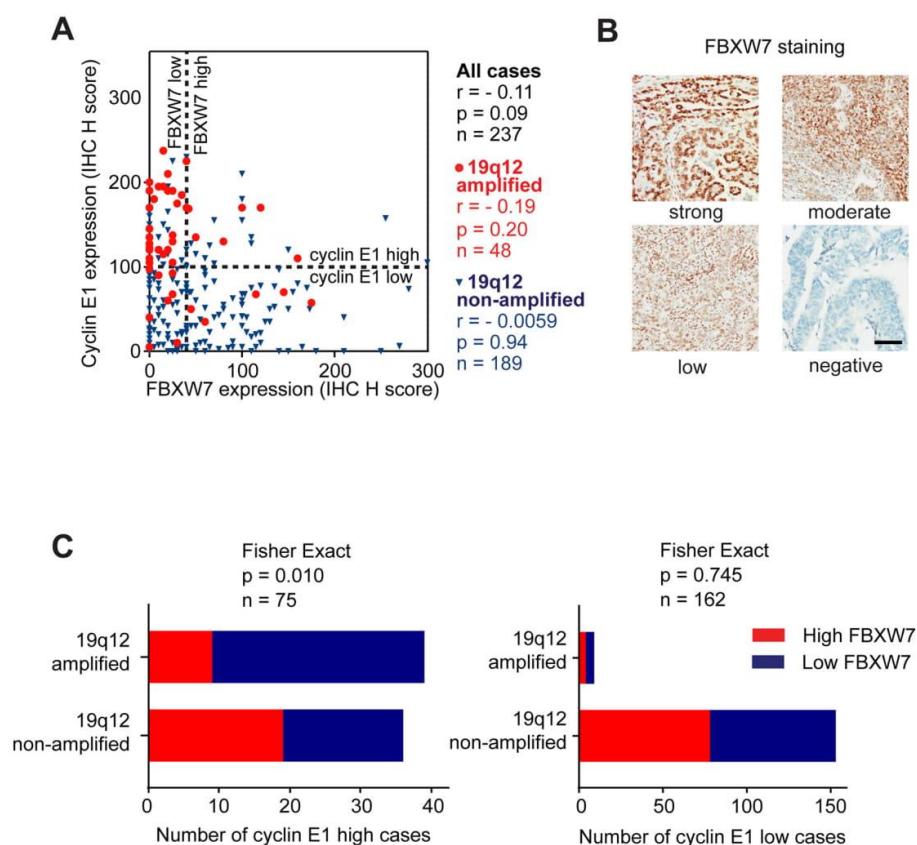 A
Cyclin E1 expression (IHC H score)
300
200
100
0
FBXW7 low
FBXW7 high
cyclin E1 high
cyclin E1 low
0
100
200
300
FBXW7 expression (IHC H score)
All cases
r = - 0.11
p = 0.09
n = 237
19q12
amplified
r = - 0.19
p = 0.20
n = 48
19q12
non-amplified
r = - 0.0059
p = 0.94
n = 189
B
FBXW7 staining
strong
moderate
low
negative
C
Fisher Exact
p = 0.010
n = 75
19q12
amplified
19q12
non-amplified
0
10
20
30
40
Number of cyclin E1 high cases
Fisher Exact
p = 0.745
n = 162
19q12
amplified
19q12
non-amplified
0
50
100
150
Number of cyclin E1 low cases
High FBXW7
Low FBXW7